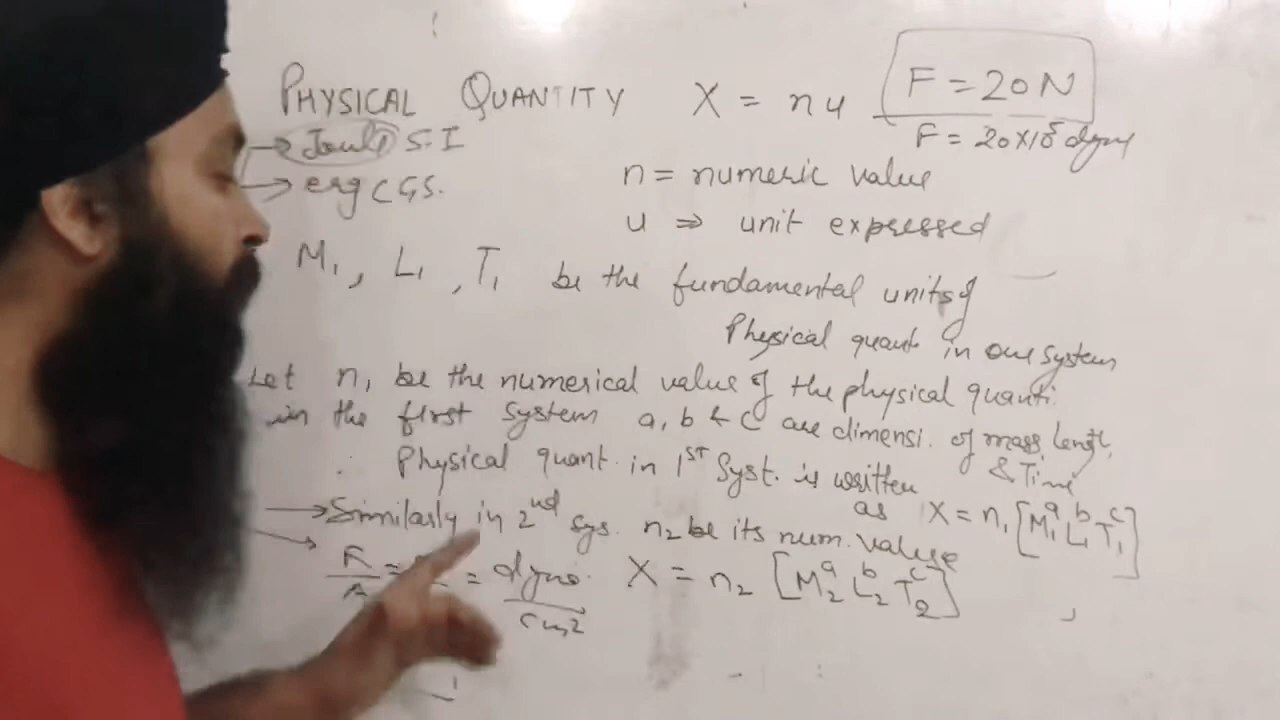 PHYSICAL QUANTITY X = nu F = 20N
F = 20×10⁵ dyne
→ Joule S.I
→ erg CGS.
n = numeric value
u ⇒ unit expressed
M₁, L₁, T₁ be the fundamental units of
Physical quant in one system
Let n₁ be the numerical value of the physical quanti.
in the first system a, b & c are dimensi. of mass length,
& Time
∴ Physical quant. in 1ST Syst. is written
as X = n₁ [M₁ᵃ L₁ᵇ T₁ᶜ]
→ Similarly in 2nd sys. n₂ be its num. value
X = n₂ [M₂ᵃ L₂ᵇ T₂ᶜ]
F/A = = dyne/cm²